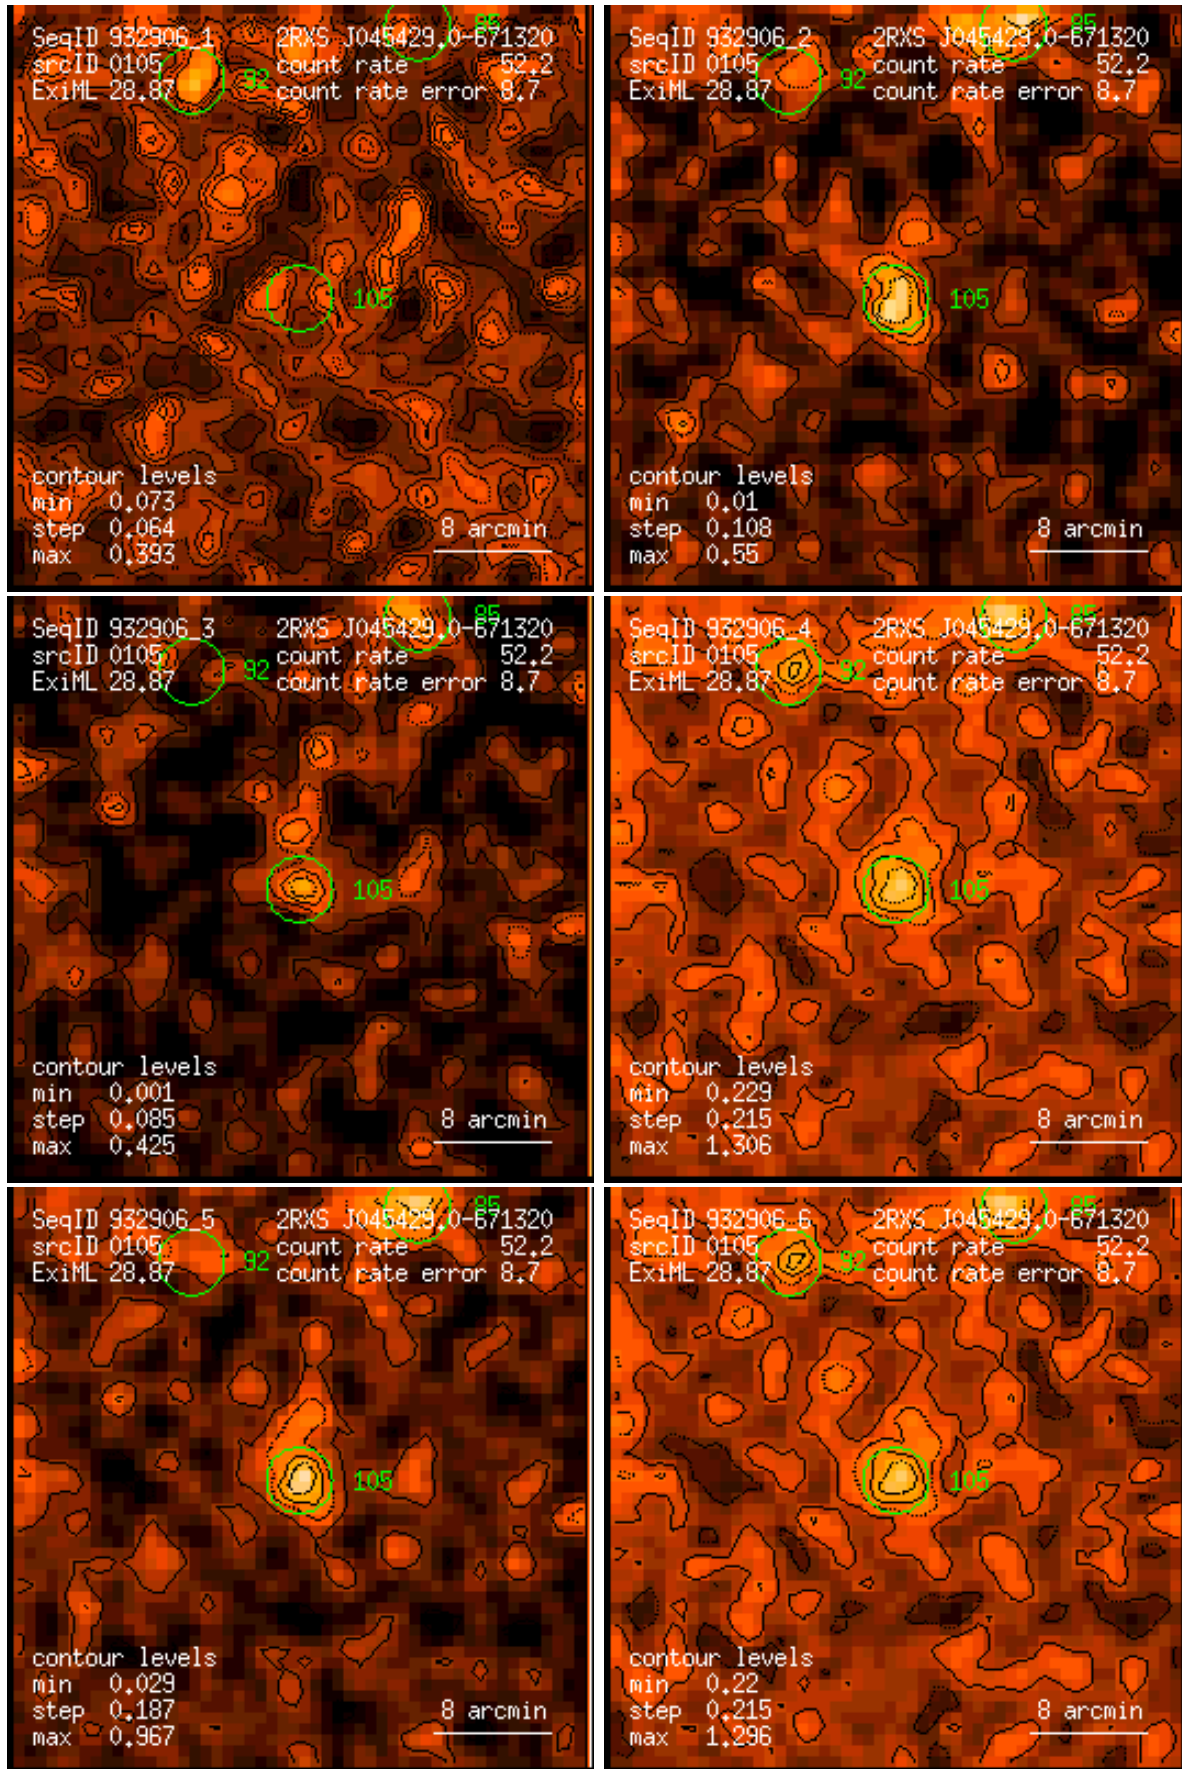 85
SeqID 932906_1 2RXS J045429.0-671320
srcID 0105 count rate 52.2
92
ExiML 28.87 count rate error 8.7
105
contour levels
min 0.073
step 0.064 8 arcmin
max 0.393
85
SeqID 932906_2 2RXS J045429.0-671320
srcID 0105 count rate 52.2
92
ExiML 28.87 count rate error 8.7
105
contour levels
min 0.01
step 0.108 8 arcmin
max 0.55
85
SeqID 932906_3 2RXS J045429.0-671320
srcID 0105 count rate 52.2
92
ExiML 28.87 count rate error 8.7
105
contour levels
min 0.001
step 0.085 8 arcmin
max 0.425
85
SeqID 932906_4 2RXS J045429.0-671320
srcID 0105 count rate 52.2
92
ExiML 28.87 count rate error 8.7
105
contour levels
min 0.229
step 0.215 8 arcmin
max 1.306
85
SeqID 932906_5 2RXS J045429.0-671320
srcID 0105 count rate 52.2
92
ExiML 28.87 count rate error 8.7
105
contour levels
min 0.029
step 0.187 8 arcmin
max 0.967
85
SeqID 932906_6 2RXS J045429.0-671320
srcID 0105 count rate 52.2
92
ExiML 28.87 count rate error 8.7
105
contour levels
min 0.22
step 0.215 8 arcmin
max 1.296